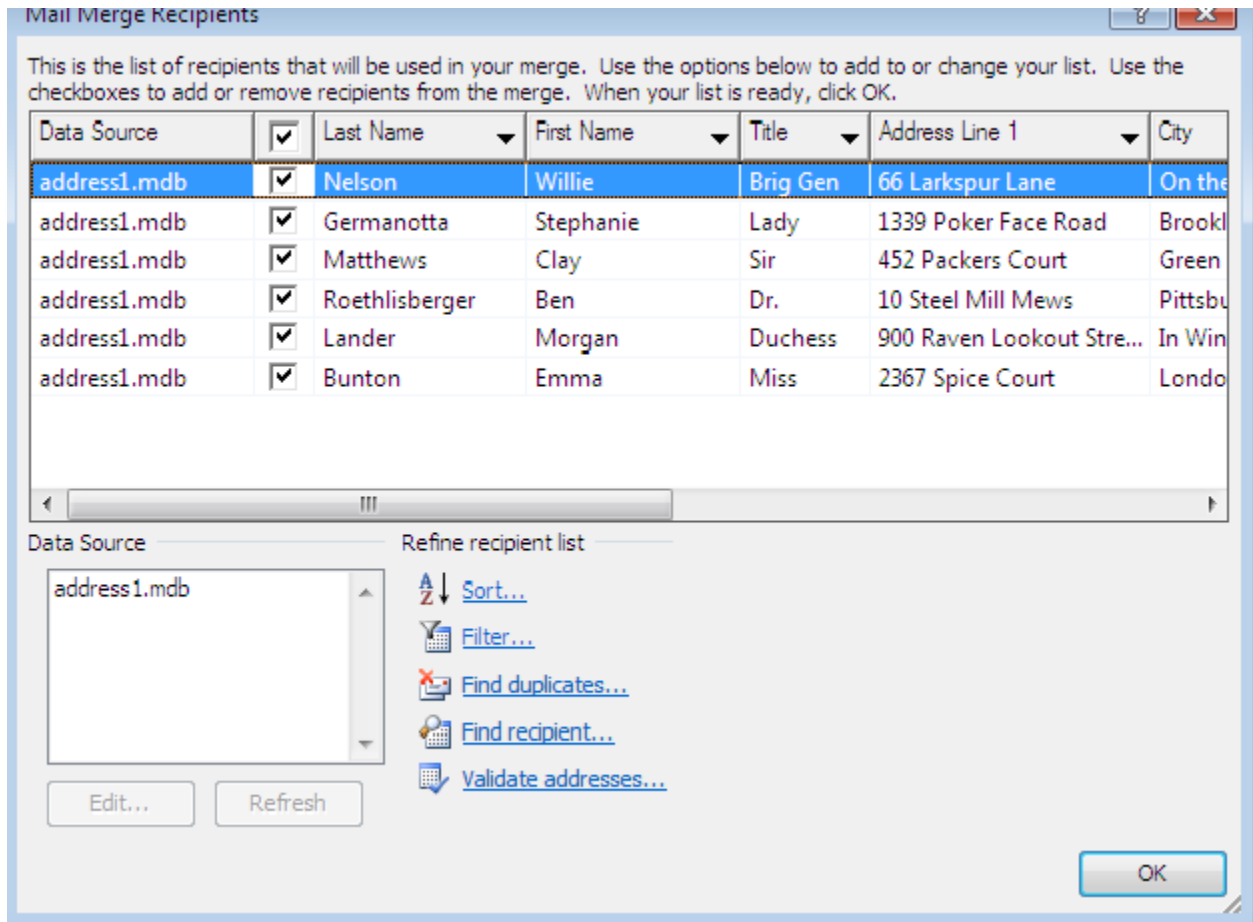 Mail Merge Recipients
This is the list of recipients that will be used in your merge. Use the options below to add to or change your list. Use the
checkboxes to add or remove recipients from the merge. When your list is ready, click OK.
Data Source Last Name First Name Title Address Line 1 City
address1.mdb Nelson Willie Brig Gen 66 Larkspur Lane On the
address1.mdb Germanotta Stephanie Lady 1339 Poker Face Road Brookl
address1.mdb Matthews Clay Sir 452 Packers Court Green
address1.mdb Roethlisberger Ben Dr. 10 Steel Mill Mews Pittsbu
address1.mdb Lander Morgan Duchess 900 Raven Lookout Stre... In Win
address1.mdb Bunton Emma Miss 2367 Spice Court Londo
Data Source
Refine recipient list
address1.mdb
Sort...
Filter...
Find duplicates...
Find recipient...
Validate addresses...
Edit... Refresh
OK